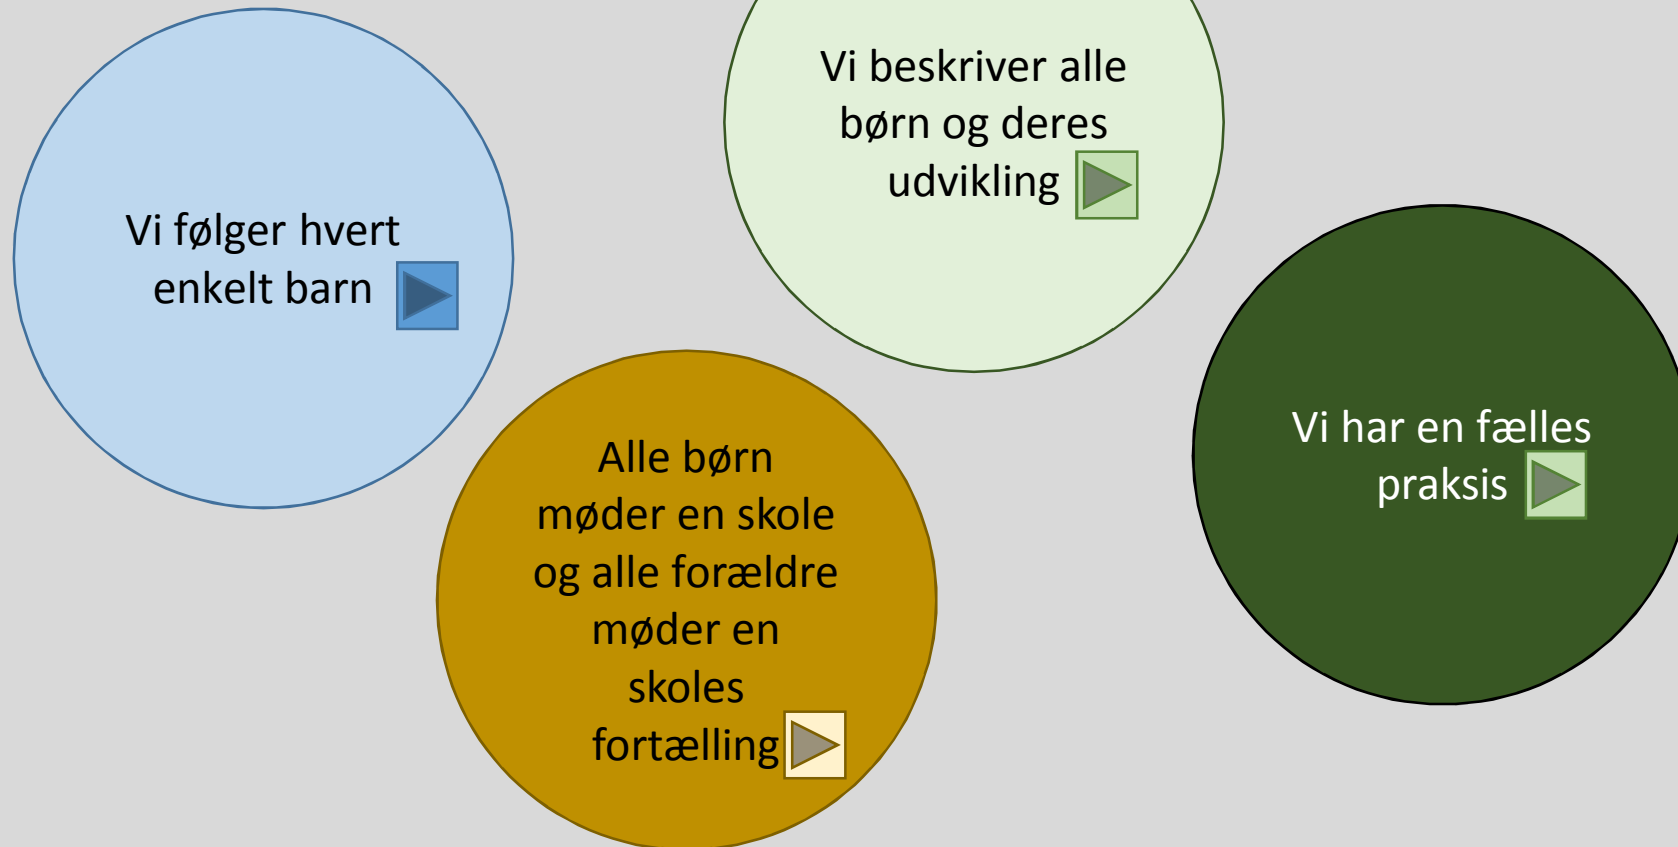 Vi følger hvert
enkelt barn
Vi beskriver alle
børn og deres
udvikling
Alle børn
møder en skole
og alle forældre
møder en
skoles
fortælling
Vi har en fælles
praksis